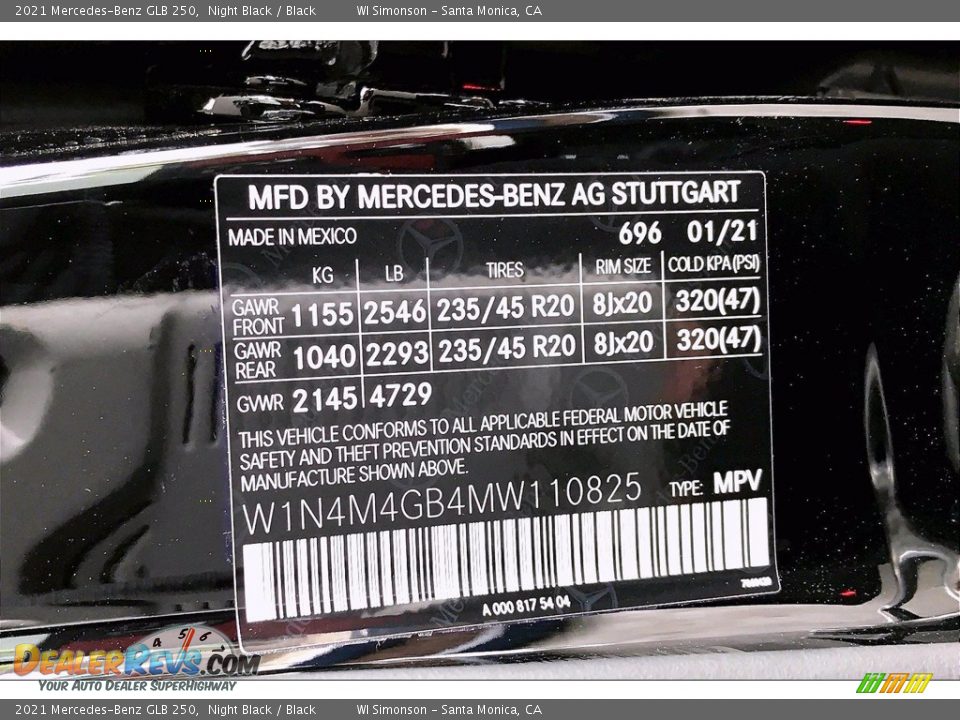 2021 Mercedes-Benz GLB 250, Night Black / Black WI Simonson - Santa Monica, CA
MFD BY MERCEDES-BENZ AG STUTTGART
MADE IN MEXICO 696 01/21
KG LB TIRES RIM SIZE COLD KPA(PSI)
GAWR FRONT 1155 2546 235/45 R20 8Jx20 320(47)
GAWR REAR 1040 2293 235/45 R20 8Jx20 320(47)
GVWR 2145 4729
THIS VEHICLE CONFORMS TO ALL APPLICABLE FEDERAL MOTOR VEHICLE
SAFETY AND THEFT PREVENTION STANDARDS IN EFFECT ON THE DATE OF
MANUFACTURE SHOWN ABOVE.
W1N4M4GB4MW110825 TYPE: MPV
A 000 817 54 04
4 5 6
DealerRevs.com
Your Auto Dealer SuperHighway
2021 Mercedes-Benz GLB 250, Night Black / Black WI Simonson - Santa Monica, CA